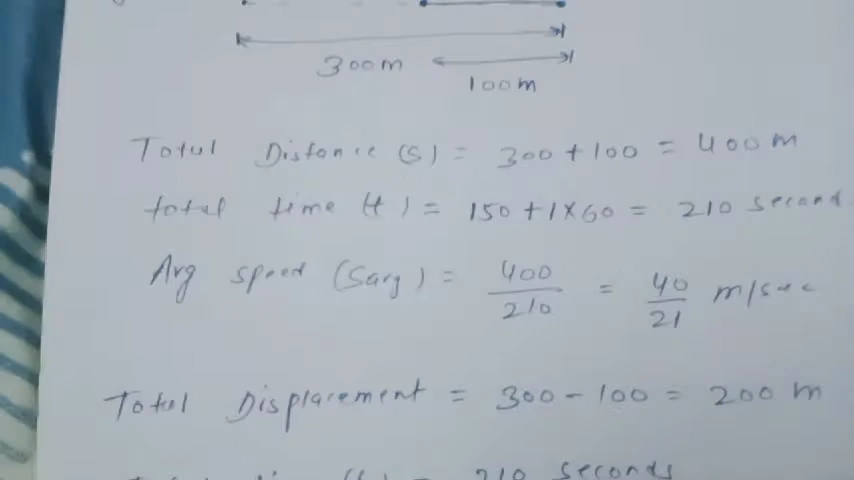 300m
100m
Total Distance (S) = 300 + 100 = 400 m
total time (t) = 150 + 1 × 60 = 210 second
Avg speed (Savg) = 400/210 = 40/21 m/sec
Total Displacement = 300 - 100 = 200 m
210 seconds